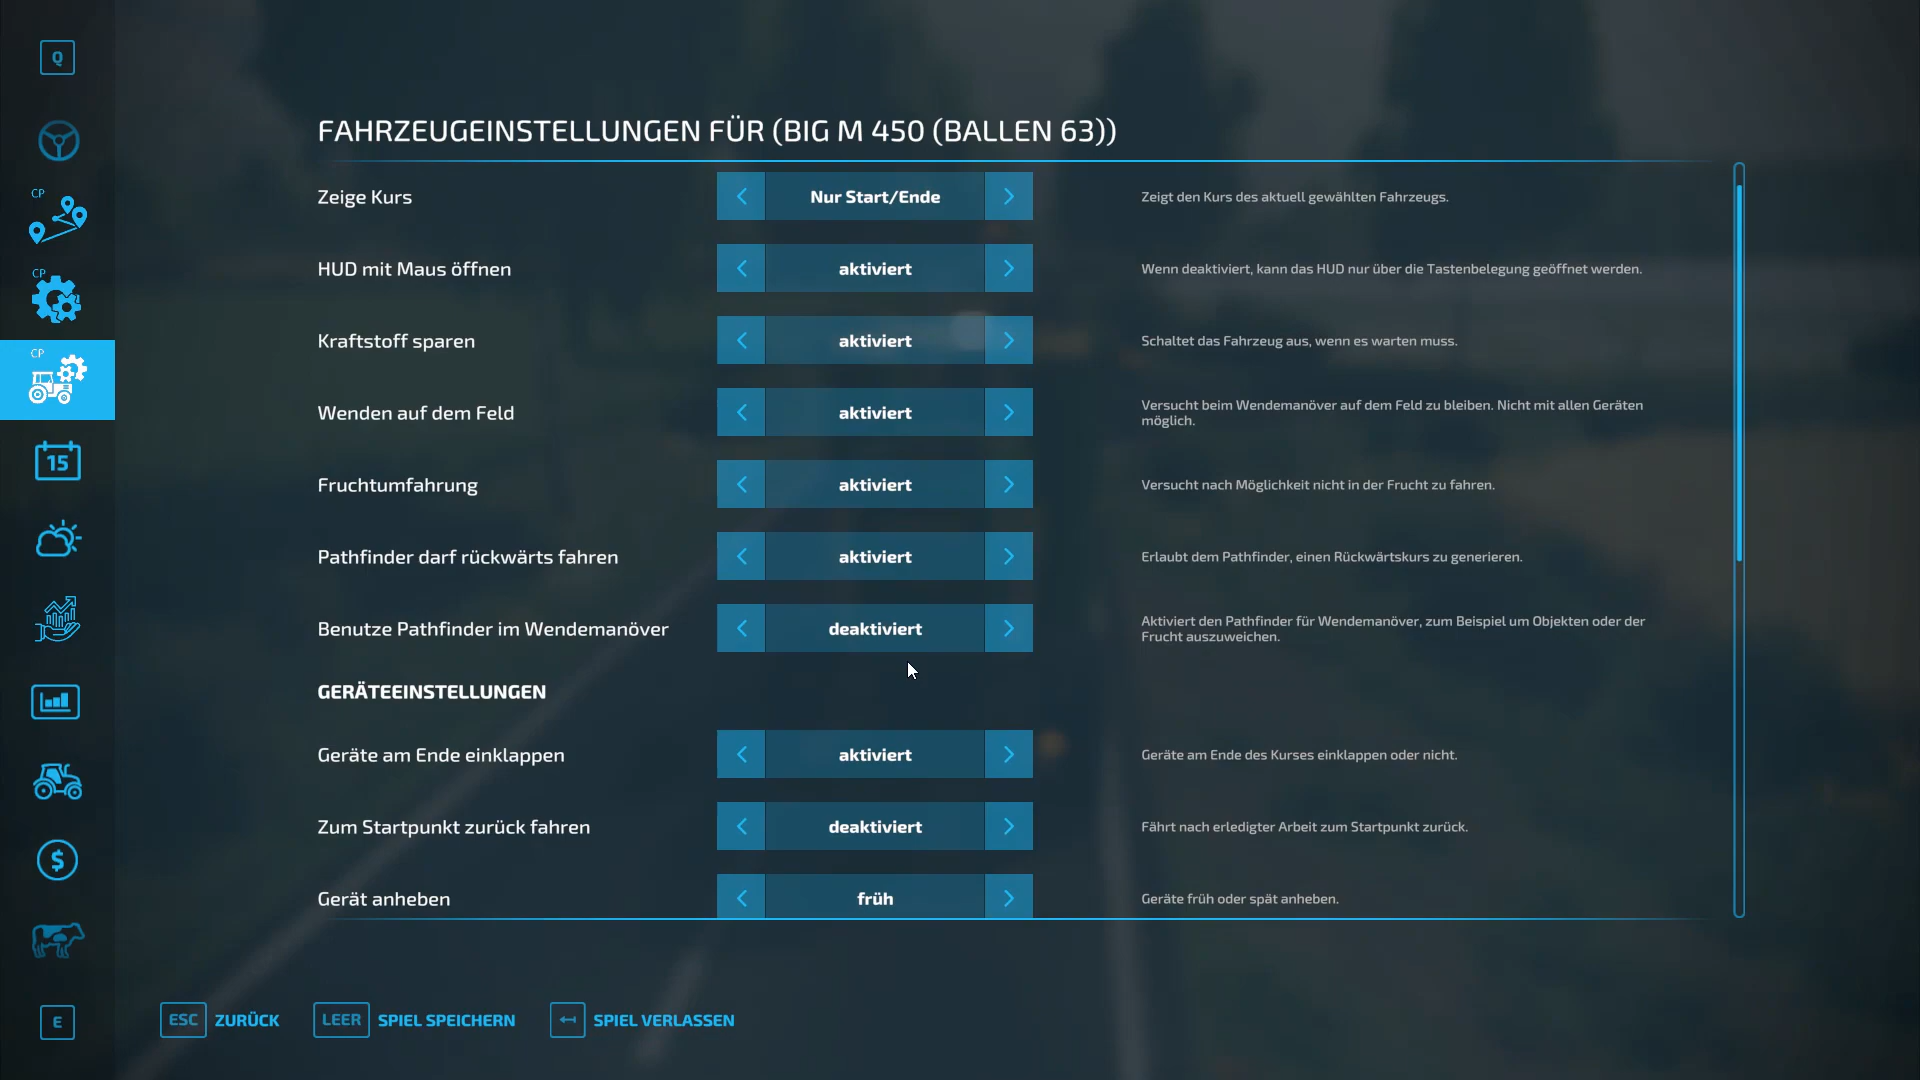 Q
FAHRZEUGEINSTELLUNGEN FÜR (BIG M 450 (BALLEN 63))
Zeige Kurs
Nur Start/Ende
Zeigt den Kurs des aktuell gewählten Fahrzeugs.
CP
HUD mit Maus öffnen
aktiviert
Wenn deaktiviert, kann das HUD nur über die Tastenbelegung geöffnet werden.
CP
Kraftstoff sparen
aktiviert
Schaltet das Fahrzeug aus, wenn es warten muss.
CP
Wenden auf dem Feld
aktiviert
Versucht beim Wendemanöver auf dem Feld zu bleiben. Nicht mit allen Geräten
möglich.
15
Fruchtumfahrung
aktiviert
Versucht nach Möglichkeit nicht in der Frucht zu fahren.
Pathfinder darf rückwärts fahren
aktiviert
Erlaubt dem Pathfinder, einen Rückwärtskurs zu generieren.
Benutze Pathfinder im Wendemanöver
deaktiviert
Aktiviert den Pathfinder für Wendemanöver, zum Beispiel um Objekten oder der
Frucht auszuweichen.
GERÄTEEINSTELLUNGEN
Geräte am Ende einklappen
aktiviert
Geräte am Ende des Kurses einklappen oder nicht.
Zum Startpunkt zurück fahren
deaktiviert
Fährt nach erledigter Arbeit zum Startpunkt zurück.
$
Gerät anheben
früh
Geräte früh oder spät anheben.
E
ESC ZURÜCK
LEER SPIEL SPEICHERN
SPIEL VERLASSEN